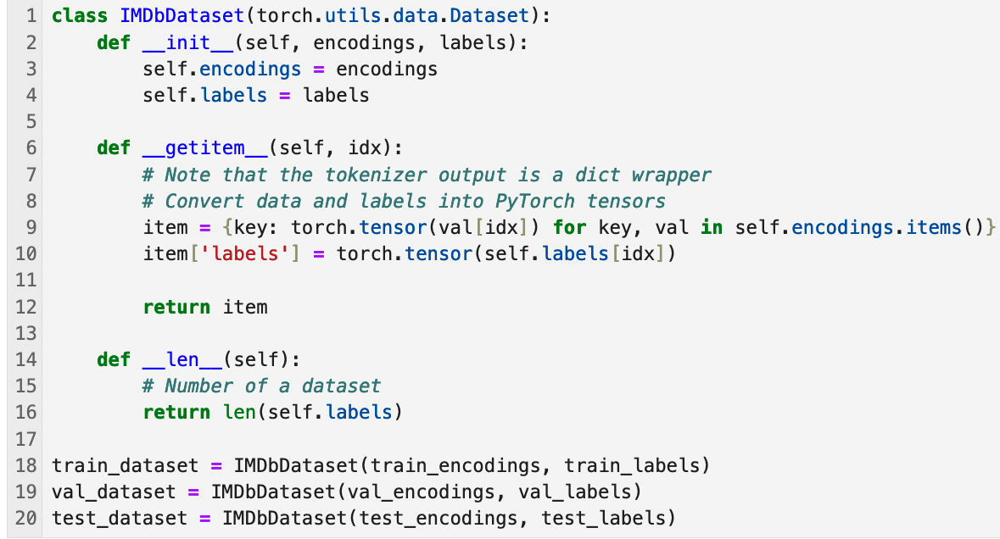 1 class IMDbDataset(torch.utils.data.Dataset):
2     def __init__(self, encodings, labels):
3         self.encodings = encodings
4         self.labels = labels
5
6     def __getitem__(self, idx):
7         # Note that the tokenizer output is a dict wrapper
8         # Convert data and labels into PyTorch tensors
9         item = {key: torch.tensor(val[idx]) for key, val in self.encodings.items()}
10         item['labels'] = torch.tensor(self.labels[idx])
11
12         return item
13
14     def __len__(self):
15         # Number of a dataset
16         return len(self.labels)
17
18 train_dataset = IMDbDataset(train_encodings, train_labels)
19 val_dataset = IMDbDataset(val_encodings, val_labels)
20 test_dataset = IMDbDataset(test_encodings, test_labels)